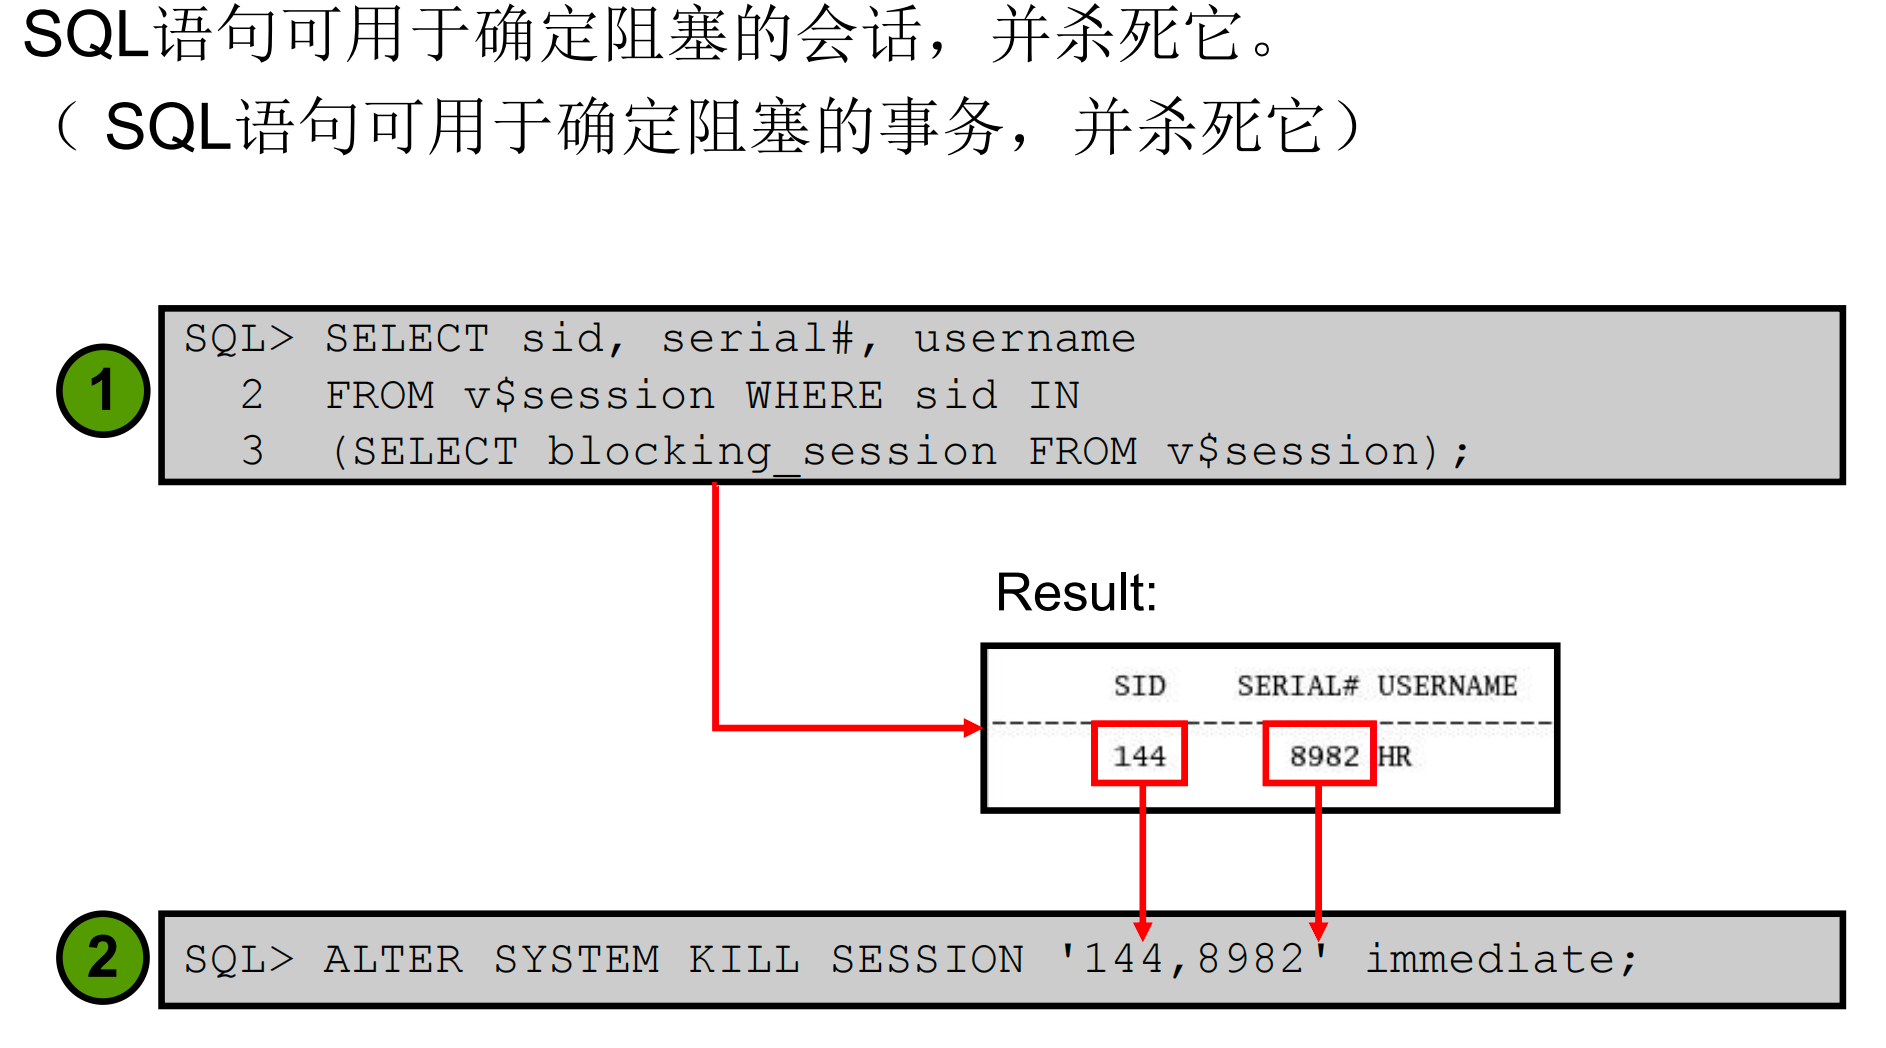 SQL语句可用于确定阻塞的会话，并杀死它。
（ SQL语句可用于确定阻塞的事务，并杀死它）
1
SQL> SELECT sid, serial#, username
2 FROM v$session WHERE sid IN
3 (SELECT blocking_session FROM v$session);
Result:
SID SERIAL# USERNAME
144 8982 HR
2
SQL> ALTER SYSTEM KILL SESSION '144,8982' immediate;